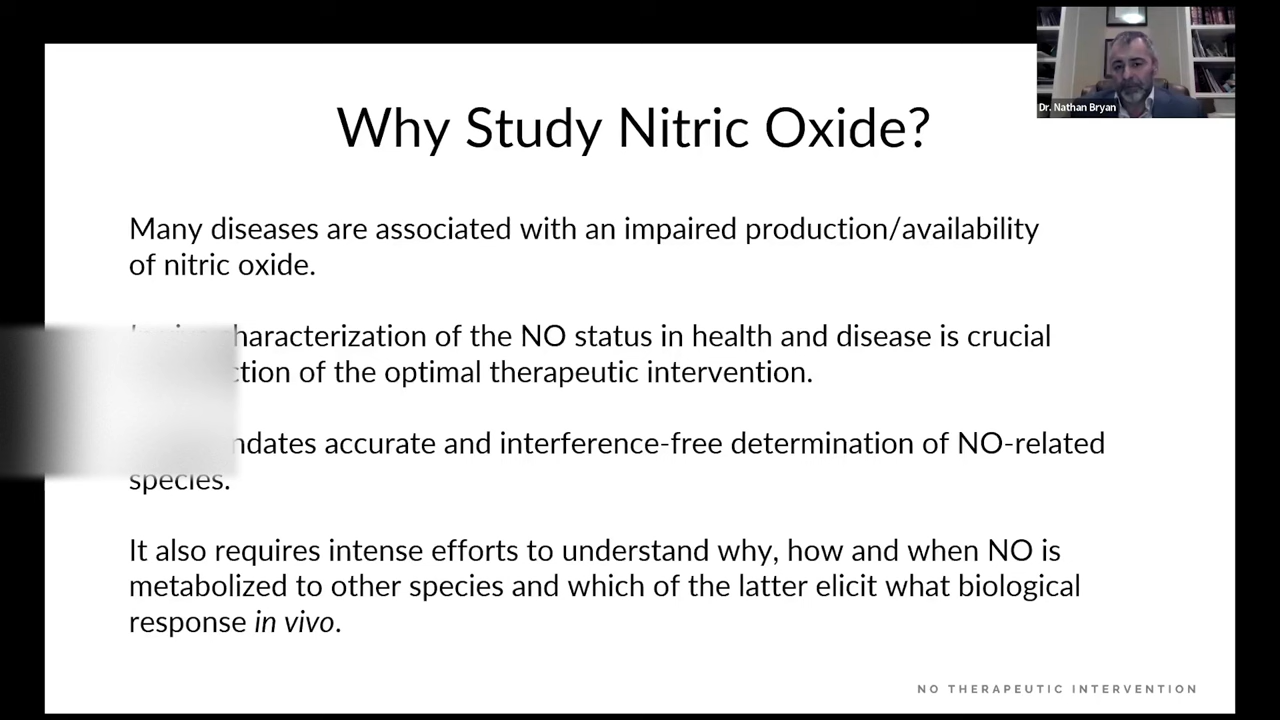 Dr. Nathan Bryan
Why Study Nitric Oxide?
Many diseases are associated with an impaired production/availability
of nitric oxide.
characterization of the NO status in health and disease is crucial
of the optimal therapeutic intervention.
accurate and interference-free determination of NO-related
species.
It also requires intense efforts to understand why, how and when NO is
metabolized to other species and which of the latter elicit what biological
response in vivo.
NO THERAPEUTIC INTERVENTION